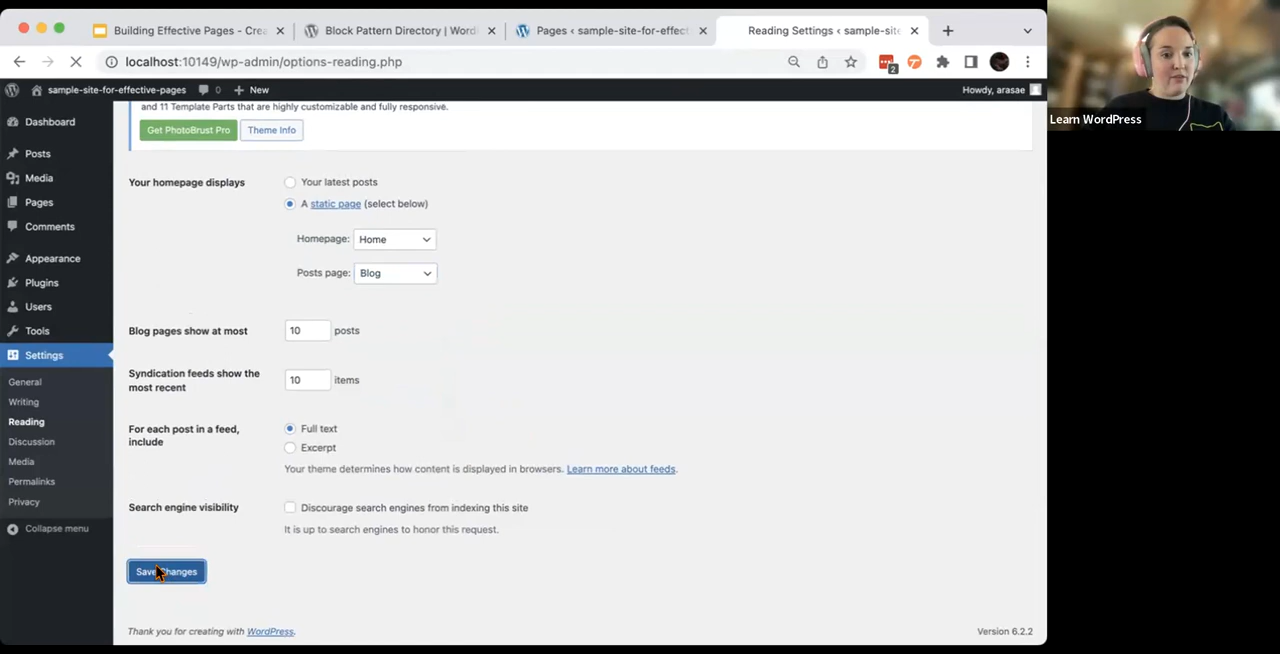 Building Effective Pages - Crea
Block Pattern Directory | Word
Pages ‹ sample-site-for-effect
Reading Settings ‹ sample-site
localhost:10149/wp-admin/options-reading.php
2
sample-site-for-effective-pages
0
New
Howdy, arasae
Learn WordPress
Dashboard
Posts
Media
Pages
Comments
Appearance
Plugins
Users
Tools
Settings
General
Writing
Reading
Discussion
Media
Permalinks
Privacy
Collapse menu
and 11 Template Parts that are highly customizable and fully responsive.
Get PhotoBrust Pro
Theme Info
Your homepage displays
Your latest posts
A static page (select below)
Homepage: Home
Posts page: Blog
Blog pages show at most
10 posts
Syndication feeds show the
most recent
10 items
For each post in a feed,
include
Full text
Excerpt
Your theme determines how content is displayed in browsers. Learn more about feeds.
Search engine visibility
Discourage search engines from indexing this site
It is up to search engines to honor this request.
Save Changes
Thank you for creating with WordPress.
Version 6.2.2